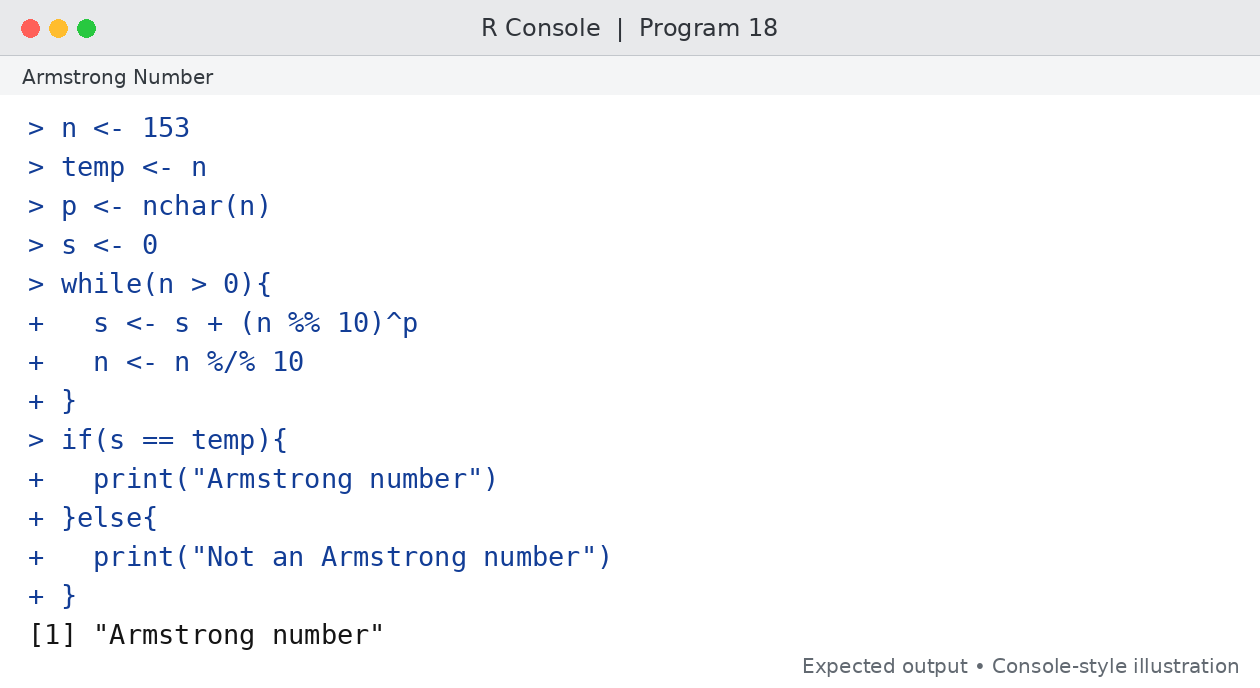 R Console | Program 18
Armstrong Number
> n <- 153
> temp <- n
> p <- nchar(n)
> s <- 0
> while(n > 0){
+   s <- s + (n %% 10)^p
+   n <- n %/% 10
+ }
> if(s == temp){
+   print("Armstrong number")
+ }else{
+   print("Not an Armstrong number")
+ }
[1] "Armstrong number"
Expected output • Console-style illustration